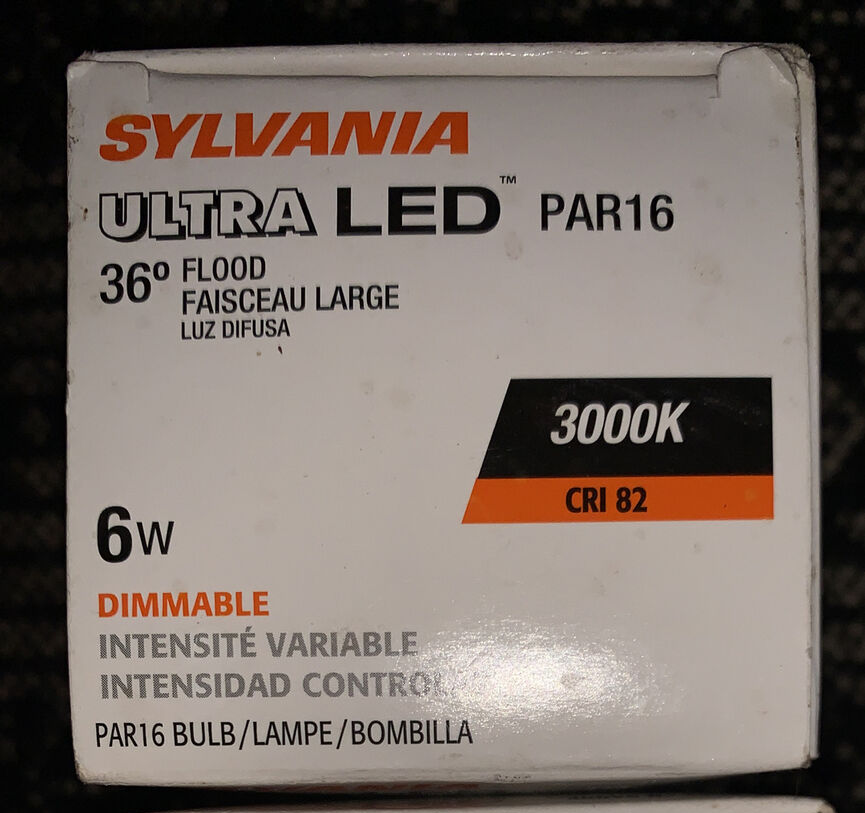 SYLVANIA
ULTRA LED™ PAR16
36º FLOOD
FAISCEAU LARGE
LUZ DIFUSA
3000K
CRI 82
6W
DIMMABLE
INTENSITÉ VARIABLE
INTENSIDAD
PAR16 BULB/LAMPE/BOMBILLA